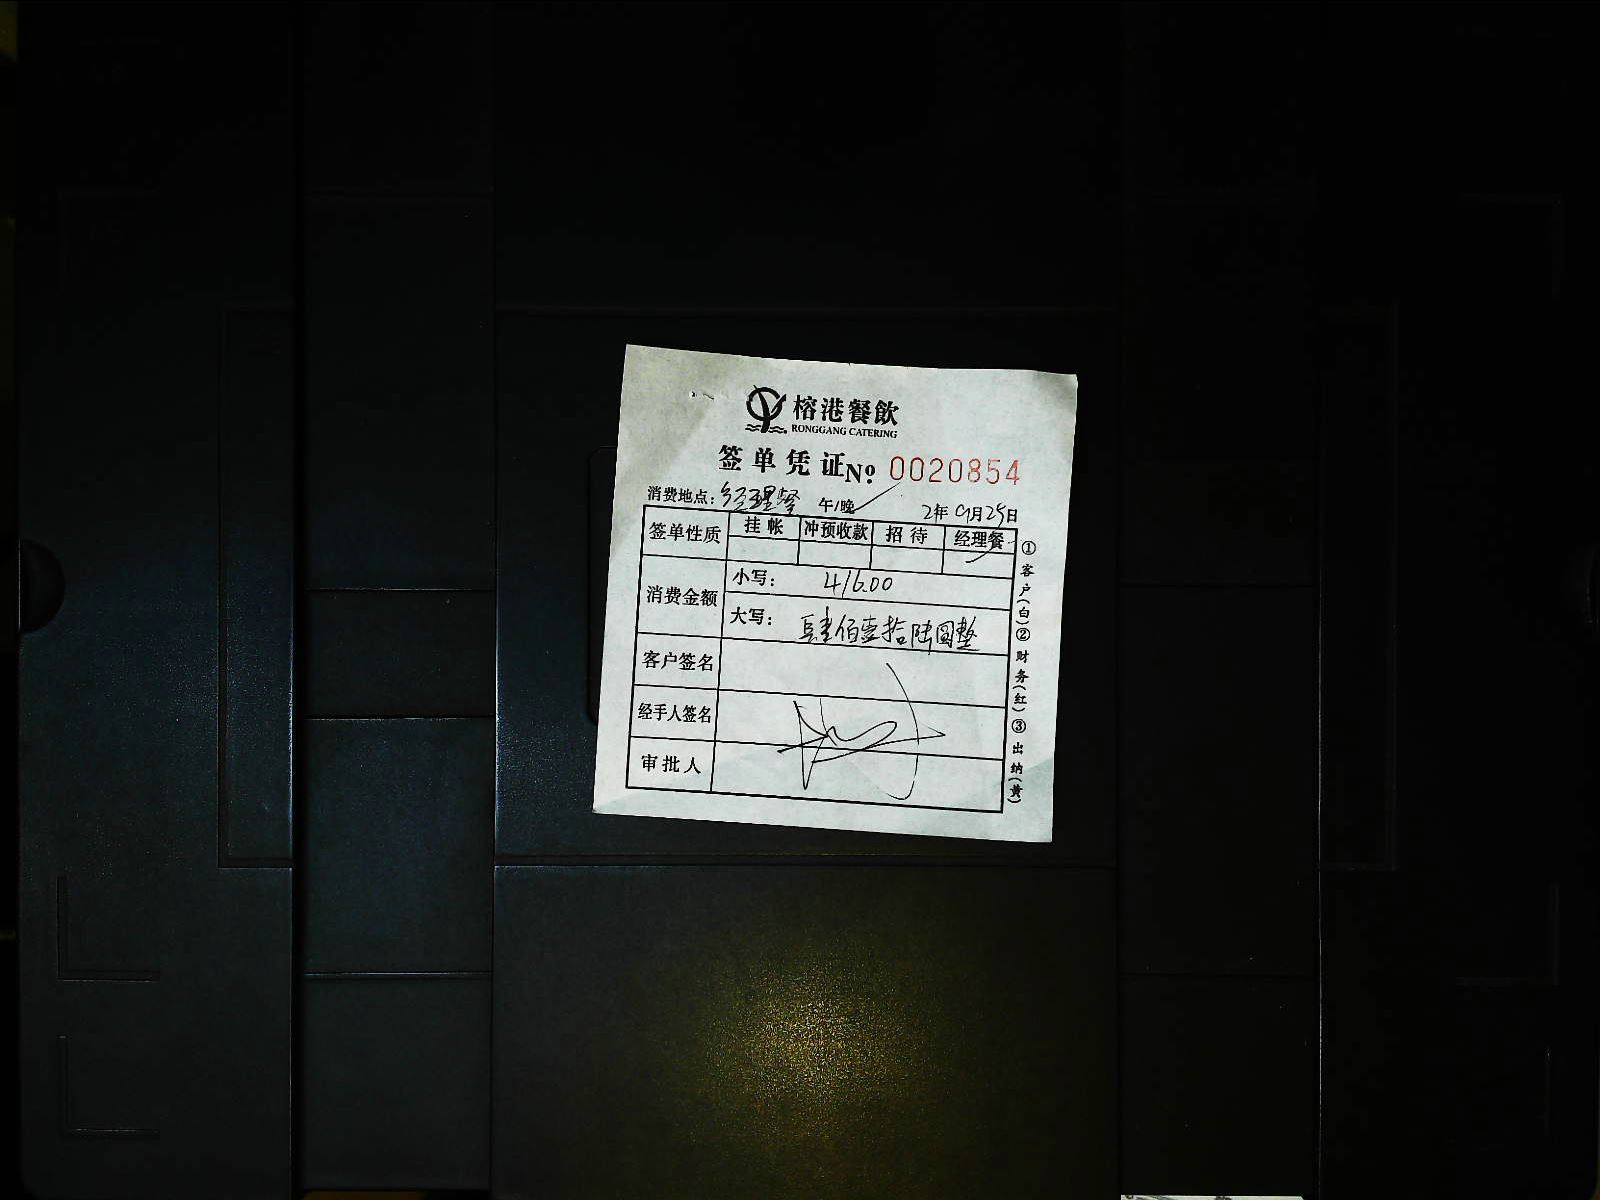 榕港餐飲
RONGGANG CATERING
签单凭证 No: 0020854
消费地点: 经理餐 午/晚 2年 9月25日
签单性质 挂帐 冲预收款 招待 经理餐
消费金额 小写: 416.00
大写: 肆佰壹拾陆圆整
客户签名
经手人签名
审批人
①客户(白)②财务(红)③出纳(黄)